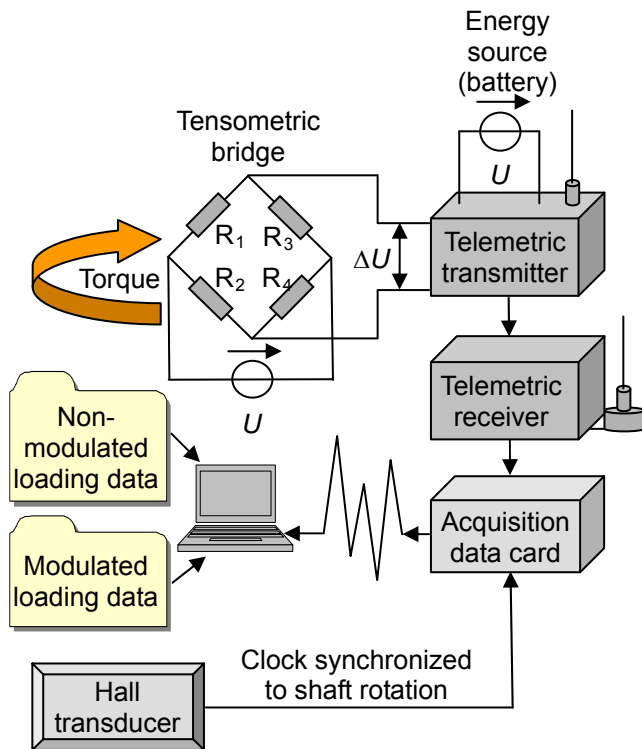 Energy
source
(battery)
U
Tensometric
bridge
R1
R3
R2
R4
Torque
ΔU
Telemetric
transmitter
U
Telemetric
receiver
Non-
modulated
loading data
Modulated
loading data
Acquisition
data card
Clock synchronized
to shaft rotation
Hall
transducer